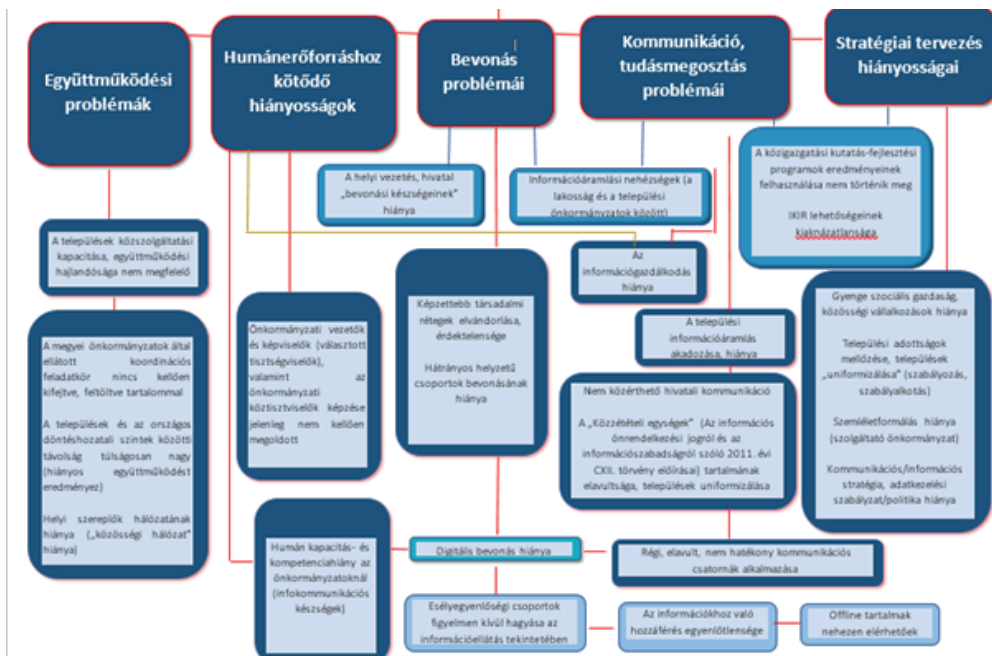 Együttműködési
problémák
Humánerőforráshoz
kötődő
hiányosságok
Bevonás
problémái
Kommunikáció,
tudásmegosztás
problémái
Stratégiai tervezés
hiányosságai
A helyi vezetés, hivatal
„bevonási készségeinek"
hiánya
Információáramlási nehézségek (a
lakosság és a települési
önkormányzatok között)
A közigazgatási kutatás-fejlesztési
programok eredményeinek
felhasználása nem történik meg
IKIR lehetőségeinek
kiaknázatlansága
A települések közszolgáltatási
kapacitása, együttműködési
hajlandósága nem megfelelő
Az
információgazdálkodás
hiánya
A megyei önkormányzatok által
ellátott koordinációs
feladatkör nincs kellően
kifejtve, feltöltve tartalommal
A települések és az országos
döntéshozatali szintek közötti
távolság túlságosan nagy
(hiányos együttműködést
eredményez)
Helyi szereplők hálózatának
hiánya („közösségi hálózat"
hiánya)
Önkormányzati vezetők
és képviselők (választott
tisztségviselők),
valamint az
önkormányzati
köztisztviselők képzése
jelenleg nem kellően
megoldott
Képzettebb társadalmi
rétegek elvándorlása,
érdektelensége
Hátrányos helyzetű
csoportok bevonásának
hiánya
A települési
információáramlás
akadozása, hiánya
Nem közérthető hivatali kommunikáció
A „Közzétételi egységek" (Az információs
önrendelkezési jogról és az
információszabadságról szóló 2011. évi
CXII. törvény előírásai) tartalmának
elavultsága, települések uniformizálása
Gyenge szociális gazdaság,
közösségi vállalkozások hiánya
Települési adottságok
mellőzése, települések
„uniformizálása" (szabályozás,
szabályalkotás)
Szemléletformálás hiánya
(szolgáltató önkormányzat)
Kommunikációs/információs
stratégia, adatkezelési
szabályzat/politika hiánya
Humán kapacitás- és
kompetenciahiány az
önkormányzatoknál
(infokommunikációs
készségek)
Digitális bevonás hiánya
Régi, elavult, nem hatékony kommunikációs
csatornák alkalmazása
Esélyegyenlőségi csoportok
figyelmen kívül hagyása az
információellátás tekintetében
Az információkhoz való
hozzáférés egyenlőtlensége
Offline tartalmak
nehezen elérhetőek